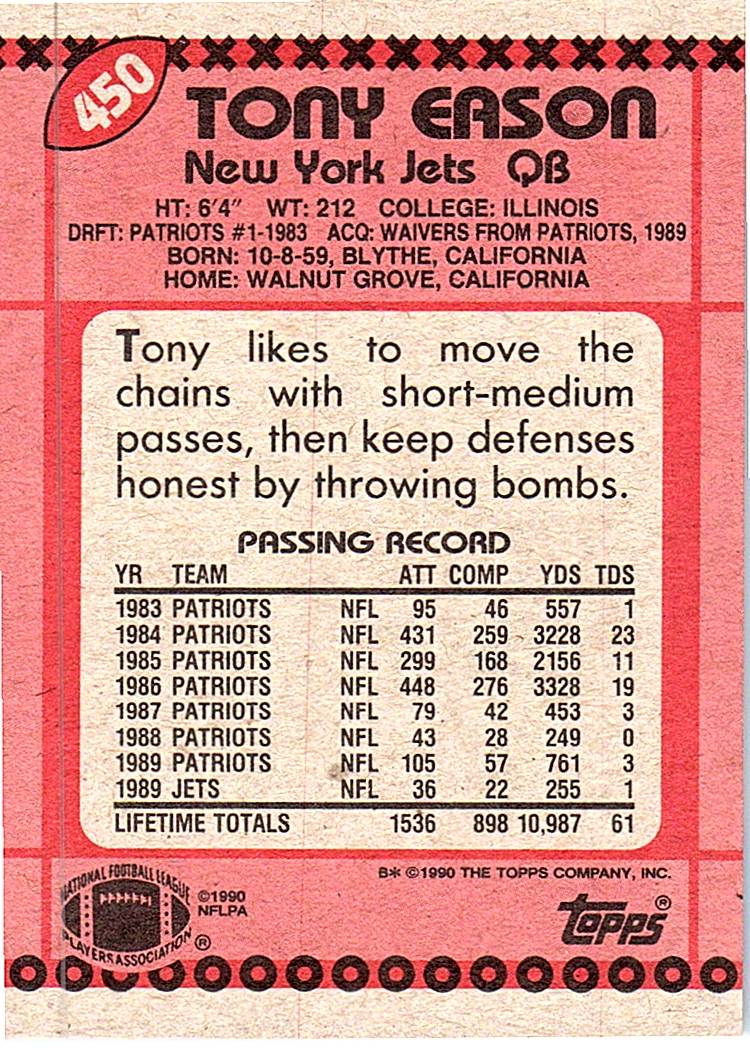 450
TONY EASON
New York Jets QB
HT: 6'4" WT: 212 COLLEGE: ILLINOIS
DRFT: PATRIOTS #1-1983 ACQ: WAIVERS FROM PATRIOTS, 1989
BORN: 10-8-59, BLYTHE, CALIFORNIA
HOME: WALNUT GROVE, CALIFORNIA
Tony likes to move the
chains with short-medium
passes, then keep defenses
honest by throwing bombs.
PASSING RECORD
YR TEAM ATT COMP YDS TDS
1983 PATRIOTS NFL 95 46 557 1
1984 PATRIOTS NFL 431 259 3228 23
1985 PATRIOTS NFL 299 168 2156 11
1986 PATRIOTS NFL 448 276 3328 19
1987 PATRIOTS NFL 79 42 453 3
1988 PATRIOTS NFL 43 28 249 0
1989 PATRIOTS NFL 105 57 761 3
1989 JETS NFL 36 22 255 1
LIFETIME TOTALS 1536 898 10,987 61
B* ©1990 THE TOPPS COMPANY, INC.
NATIONAL FOOTBALL LEAGUE
PLAYERS ASSOCIATION ®
©1990
NFLPA
topps®